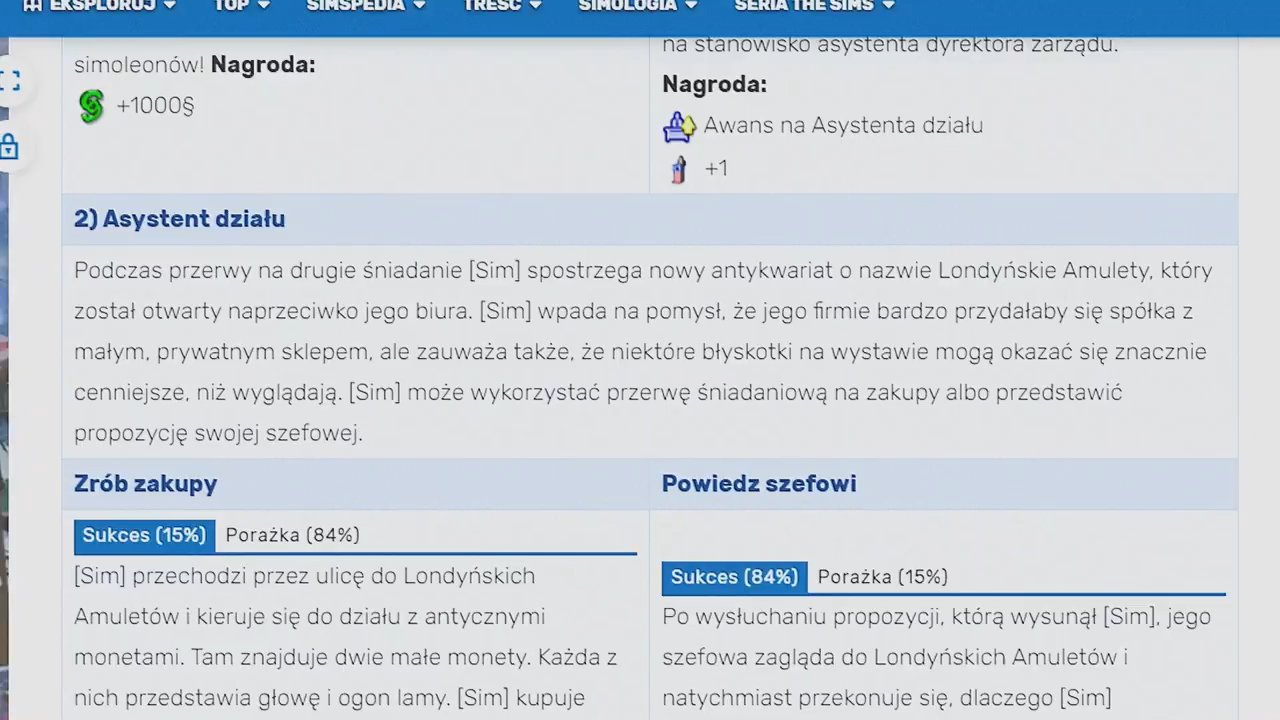 EKSPLORUJ TOP SIMSPEDIA TREŚĆ SIMOLOGIA SERIA THE SIMS
simoleonów! Nagroda:
+1000§
na stanowisko asystenta dyrektora zarządu.
Nagroda:
Awans na Asystenta działu
+1
2) Asystent działu
Podczas przerwy na drugie śniadanie [Sim] spostrzega nowy antykwariat o nazwie Londyńskie Amulety, który
został otwarty naprzeciwko jego biura. [Sim] wpada na pomysł, że jego firmie bardzo przydałaby się spółka z
małym, prywatnym sklepem, ale zauważa także, że niektóre błyskotki na wystawie mogą okazać się znacznie
cenniejsze, niż wyglądają. [Sim] może wykorzystać przerwę śniadaniową na zakupy albo przedstawić
propozycję swojej szefowej.
Zrób zakupy
Sukces (15%) Porażka (84%)
[Sim] przechodzi przez ulicę do Londyńskich
Amuletów i kieruje się do działu z antycznymi
monetami. Tam znajduje dwie małe monety. Każda z
nich przedstawia głowę i ogon lamy. [Sim] kupuje
Powiedz szefowi
Sukces (84%) Porażka (15%)
Po wysłuchaniu propozycji, którą wysunął [Sim], jego
szefowa zagląda do Londyńskich Amuletów i
natychmiast przekonuje się, dlaczego [Sim]